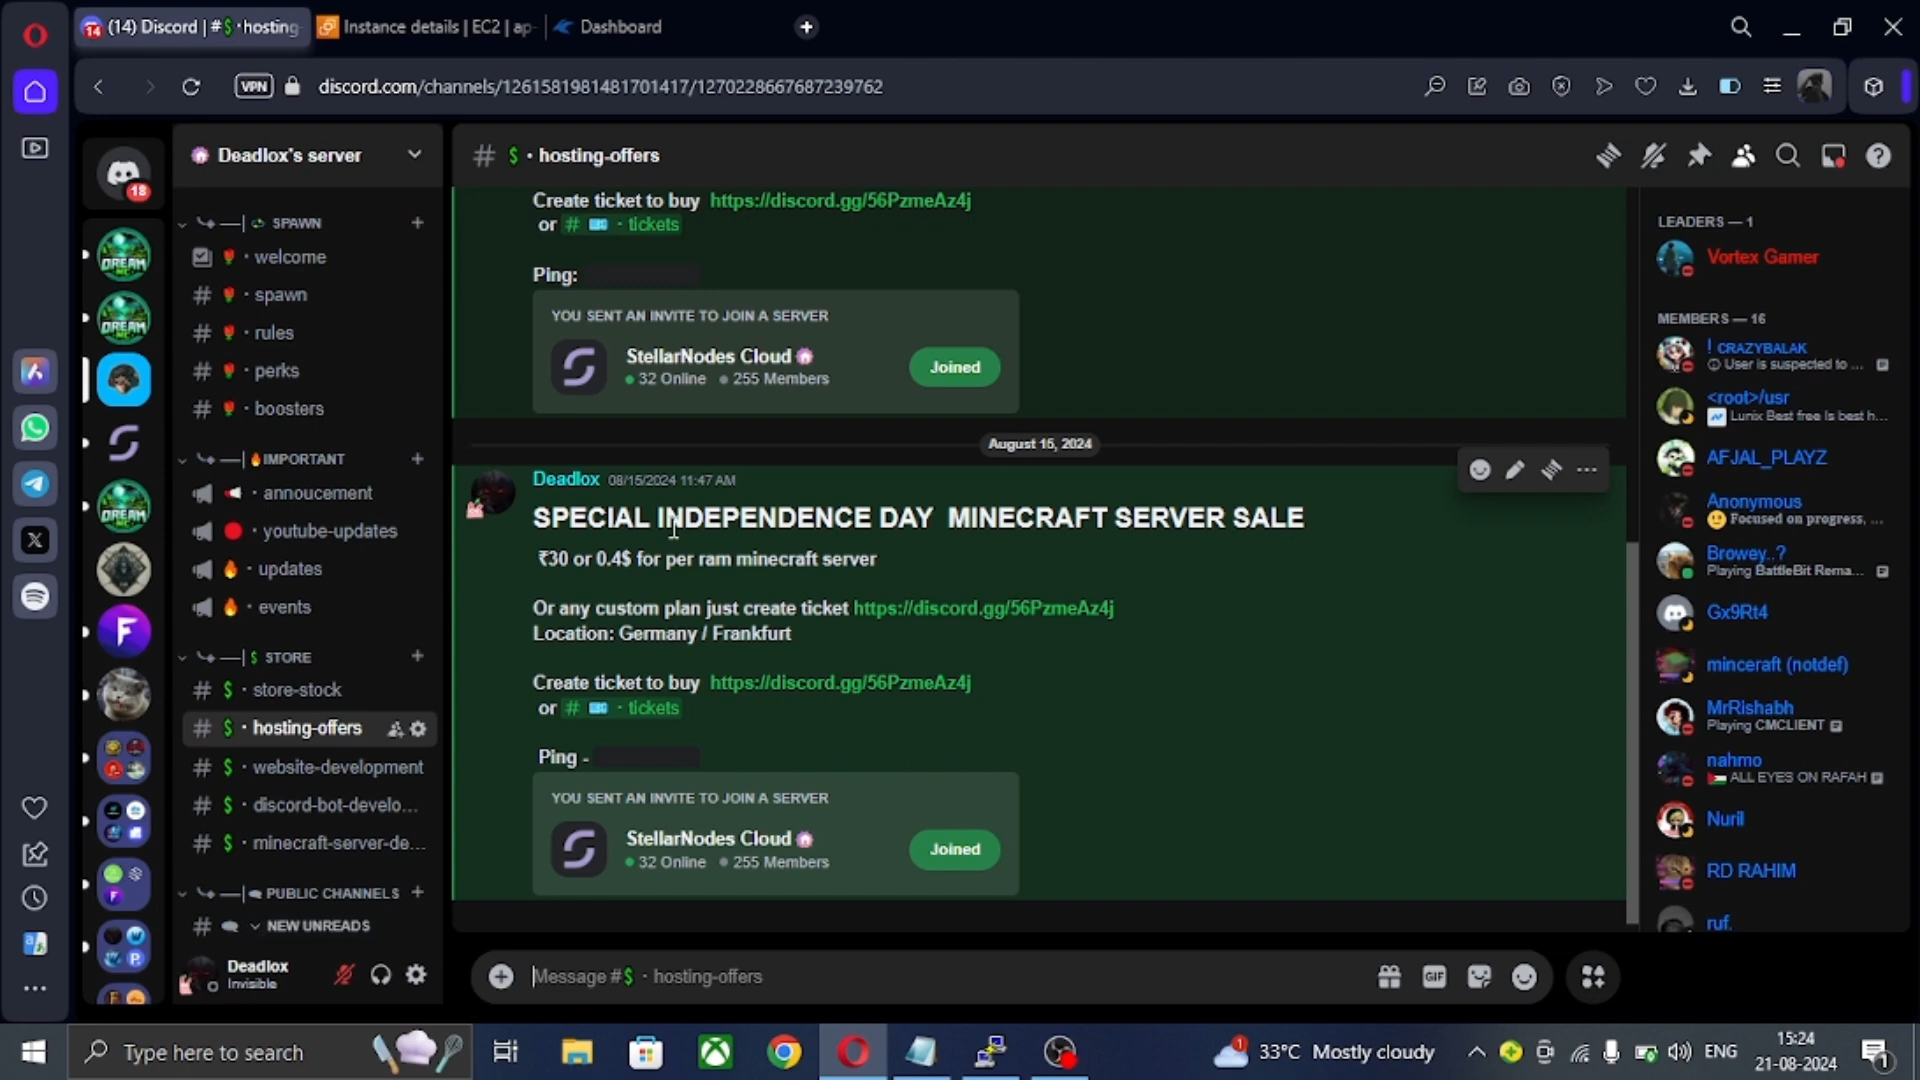 (14) Discord | #$・hosting-
Instance details | EC2 | ap-
Dashboard
VPN
discord.com/channels/1261581981481701417/1270228667687239762
18
Deadlox's server
SPAWN
welcome
spawn
rules
perks
boosters
IMPORTANT
annoucement
youtube-updates
updates
events
$ STORE
$・store-stock
$・hosting-offers
$・website-development
$・discord-bot-develo...
$・minecraft-server-de...
PUBLIC CHANNELS
NEW UNREADS
Deadlox
Invisible
# $・hosting-offers
Create ticket to buy https://discord.gg/56PzmeAz4j
or # ・tickets
Ping:
YOU SENT AN INVITE TO JOIN A SERVER
StellarNodes Cloud
32 Online 255 Members
Joined
August 15, 2024
Deadlox 08/15/2024 11:47 AM
SPECIAL INDEPENDENCE DAY MINECRAFT SERVER SALE
₹30 or 0.4$ for per ram minecraft server
Or any custom plan just create ticket https://discord.gg/56PzmeAz4j
Location: Germany / Frankfurt
Create ticket to buy https://discord.gg/56PzmeAz4j
or # ・tickets
Ping -
YOU SENT AN INVITE TO JOIN A SERVER
StellarNodes Cloud
32 Online 255 Members
Joined
Message #$・hosting-offers
GIF
LEADERS — 1
Vortex Gamer
MEMBERS — 16
! CRAZYBALAK
User is suspected to ...
<root>/usr
Lunix Best free Is best h...
AFJAL_PLAYZ
Anonymous
Focused on progress, ...
Browey..?
Playing BattleBit Rema...
Gx9Rt4
minceraft (notdef)
MrRishabh
Playing CMCLIENT
nahmo
ALL EYES ON RAFAH
Nuril
RD RAHIM
ruf.
Type here to search
33°C Mostly cloudy
ENG
15:24
21-08-2024